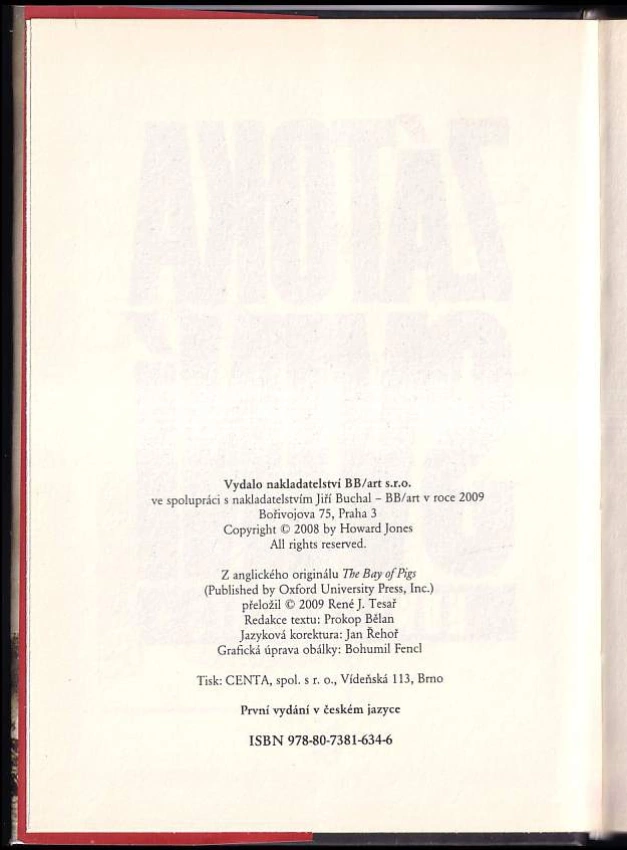 Vydalo nakladatelství BB/art s.r.o.
ve spolupráci s nakladatelstvím Jiří Buchal – BB/art v roce 2009
Bořivojova 75, Praha 3
Copyright © 2008 by Howard Jones
All rights reserved.
Z anglického originálu The Bay of Pigs
(Published by Oxford University Press, Inc.)
přeložil © 2009 René J. Tesař
Redakce textu: Prokop Bělan
Jazyková korektura: Jan Řehoř
Grafická úprava obálky: Bohumil Fencl
Tisk: CENTA, spol. s r. o., Vídeňská 113, Brno
První vydání v českém jazyce
ISBN 978-80-7381-634-6